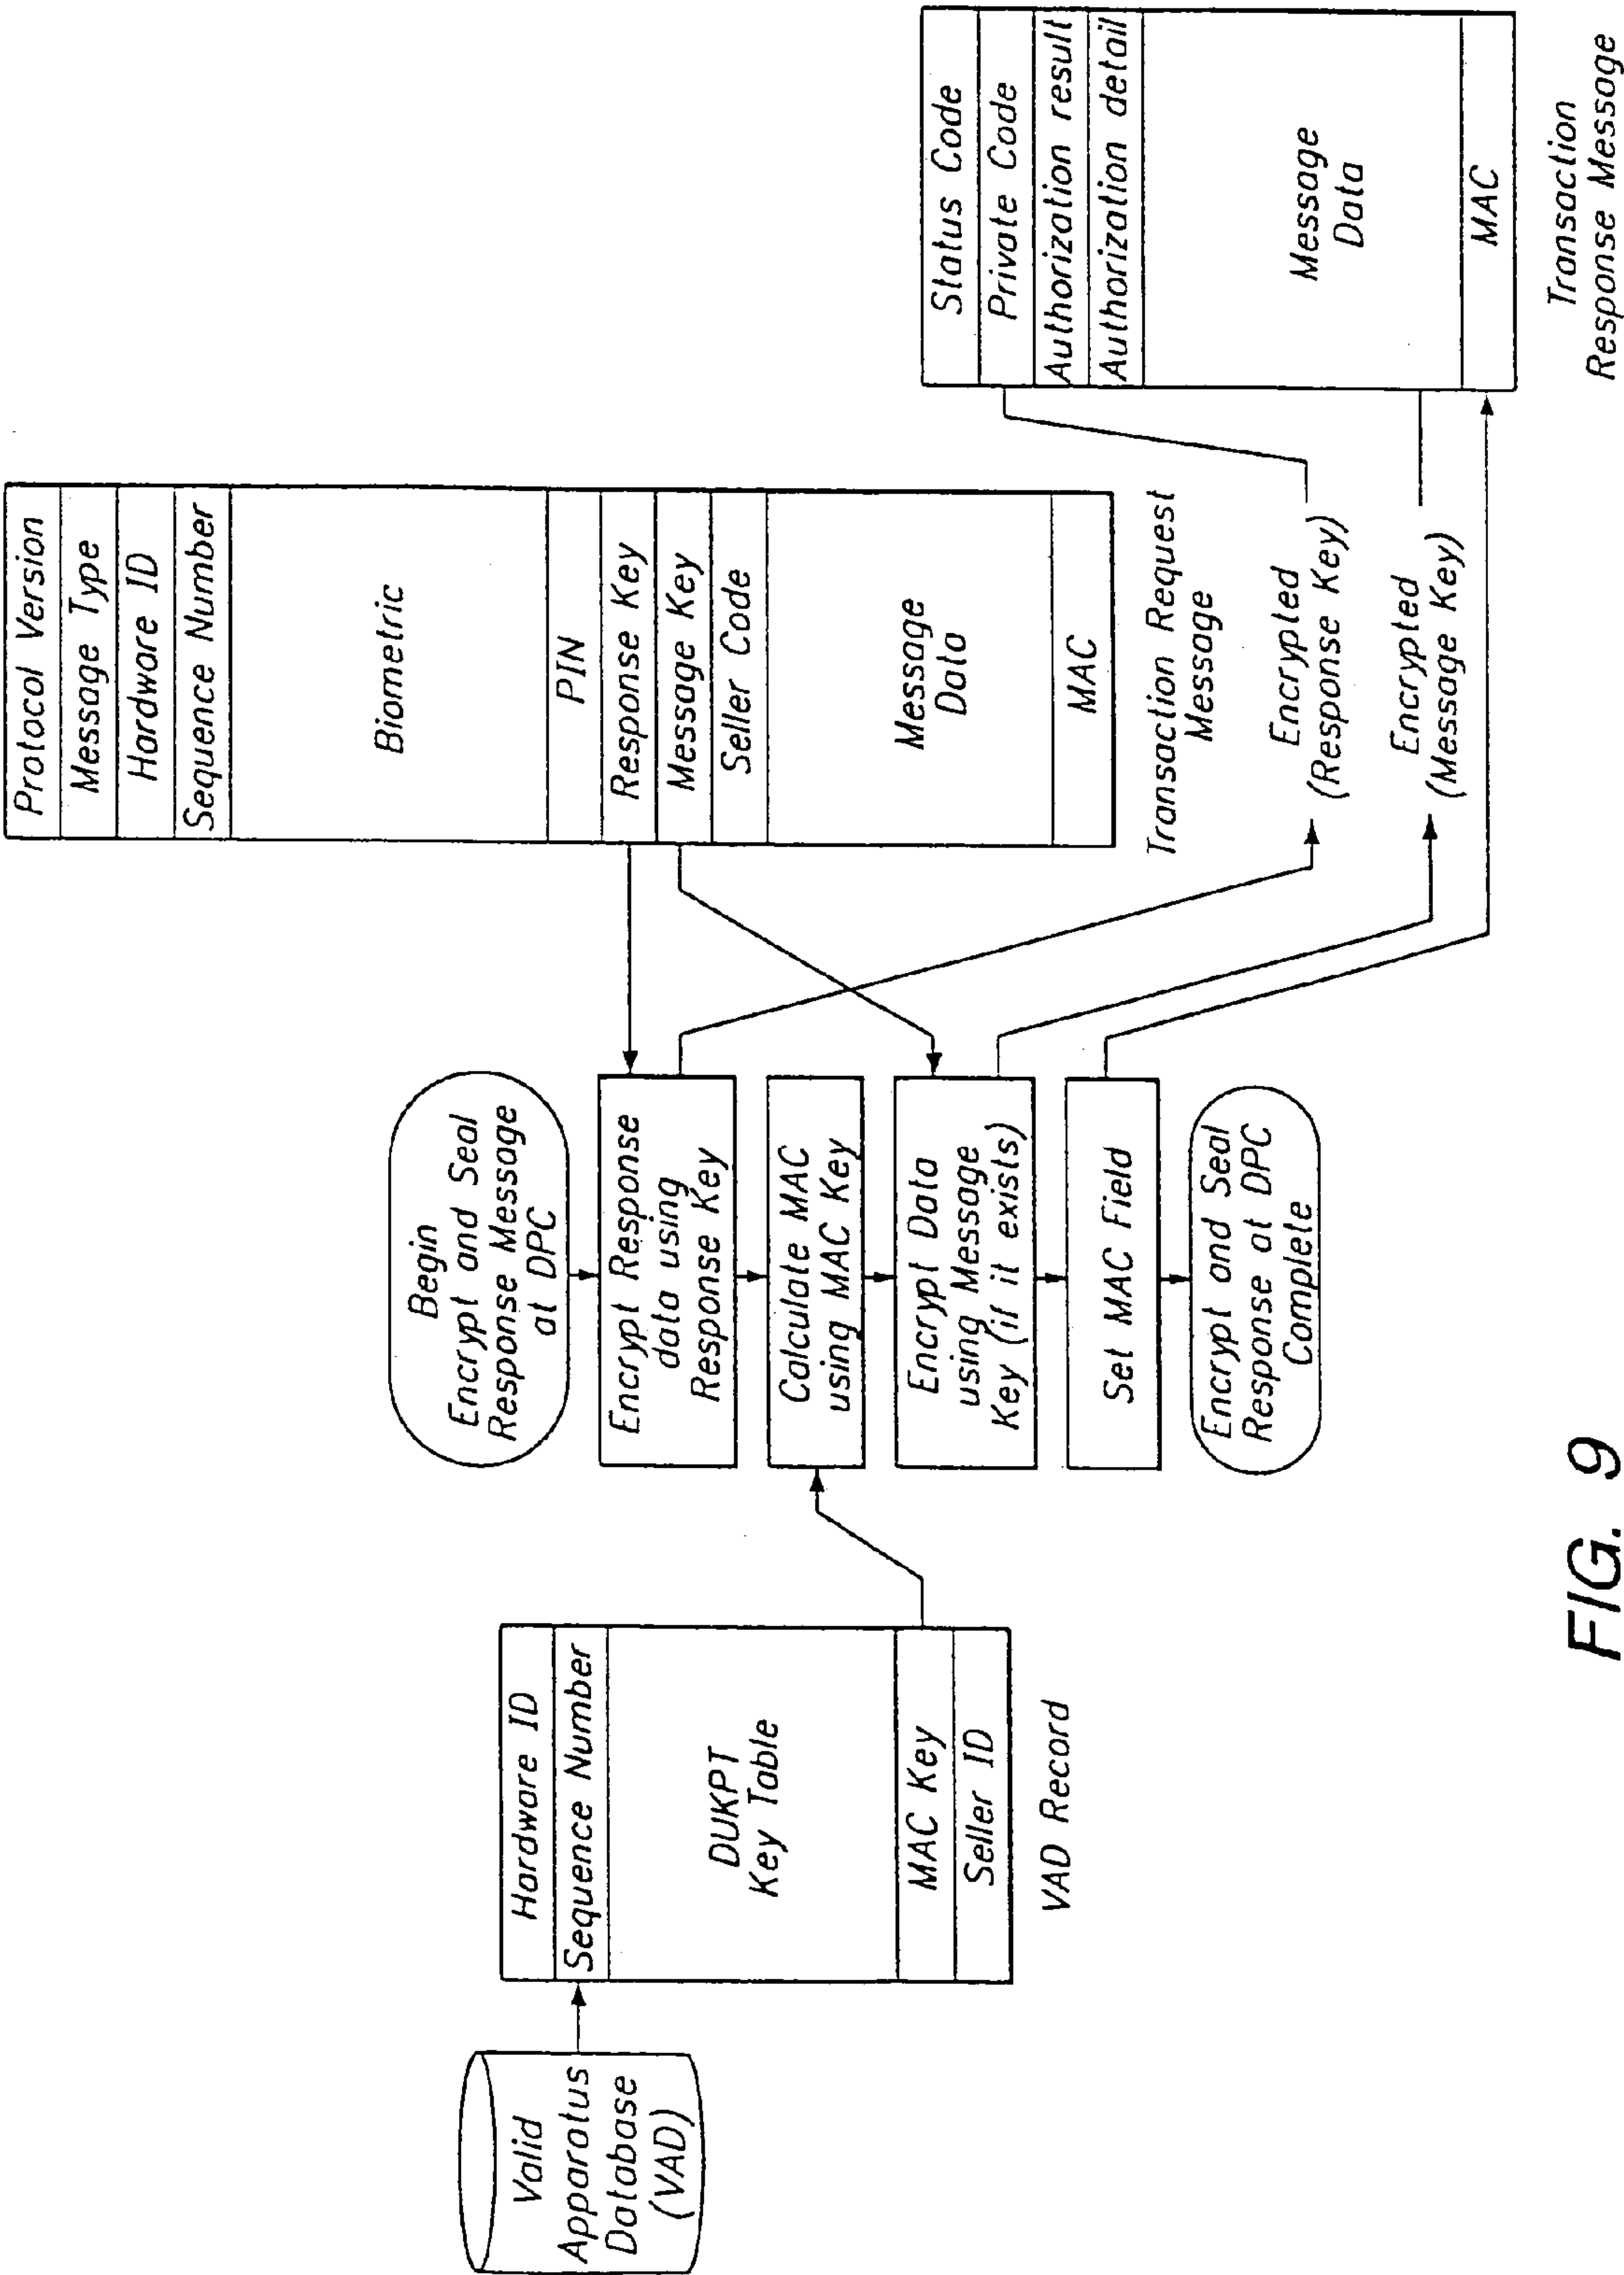 Valid
Apparatus
Database
(VAD)
Hardware ID
Sequence Number
DUKPT
Key Table
MAC Key
Seller ID
VAD Record
Begin
Encrypt and Seal
Response Message
at DPC
Encrypt Response
data using
Response Key
Calculate MAC
using MAC Key
Encrypt Data
using Message
Key (if it exists)
Set MAC Field
Encrypt and Seal
Response at DPC
Complete
Protocol Version
Message Type
Hardware ID
Sequence Number
Biometric
PIN
Response Key
Message Key
Seller Code
Message
Data
MAC
Transaction Request
Message
Encrypted
(Response Key)
Encrypted
(Message Key)
Status Code
Private Code
Authorization result
Authorization detail
Message
Data
MAC
Transaction
Response Message
FIG. 9